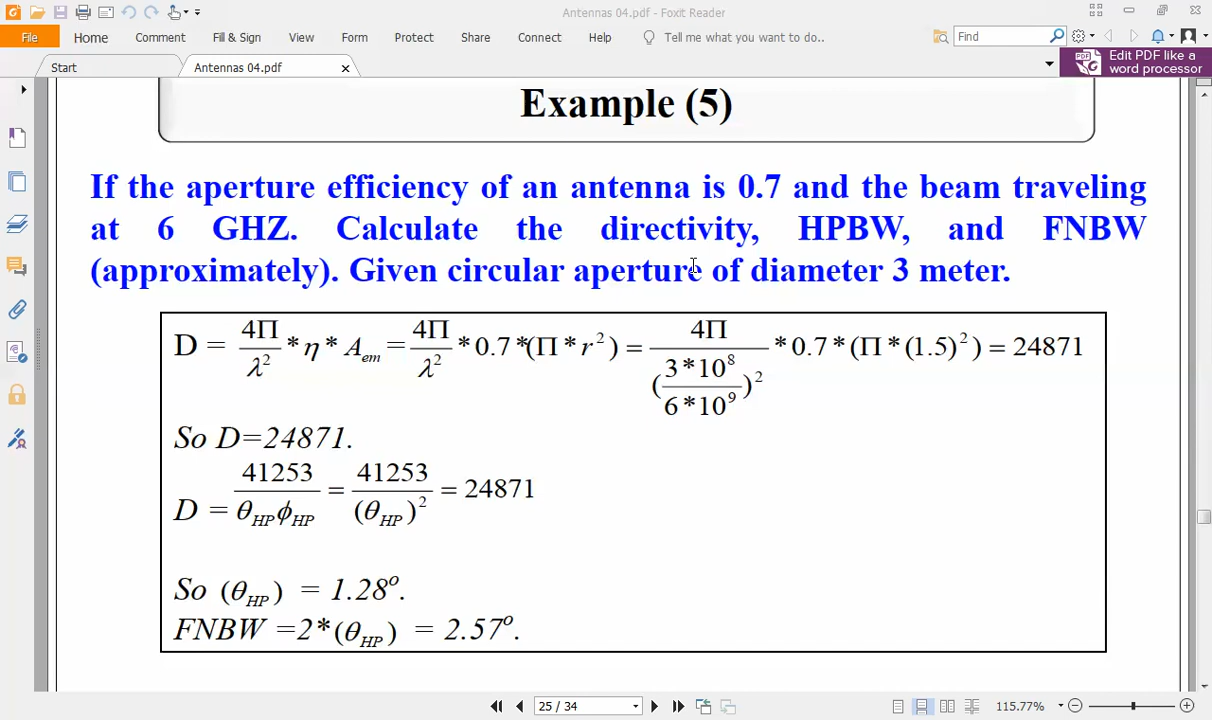 Antennas 04.pdf - Foxit Reader
File Home Comment Fill & Sign View Form Protect Share Connect Help Tell me what you want to do.. Find
Start Antennas 04.pdf Edit PDF like a word processor
Example (5)
If the aperture efficiency of an antenna is 0.7 and the beam traveling
at 6 GHZ. Calculate the directivity, HPBW, and FNBW
(approximately). Given circular aperture of diameter 3 meter.
D = 4Π/λ² * η * A_em = 4Π/λ² * 0.7 *(Π * r²) = 4Π/(3*10⁸/6*10⁹)² * 0.7 * (Π * (1.5)²) = 24871
So D=24871.
D = 41253/θ_HP ϕ_HP = 41253/(θ_HP)² = 24871
So (θ_HP) = 1.28º.
FNBW =2*(θ_HP) = 2.57º.
25 / 34 115.77%